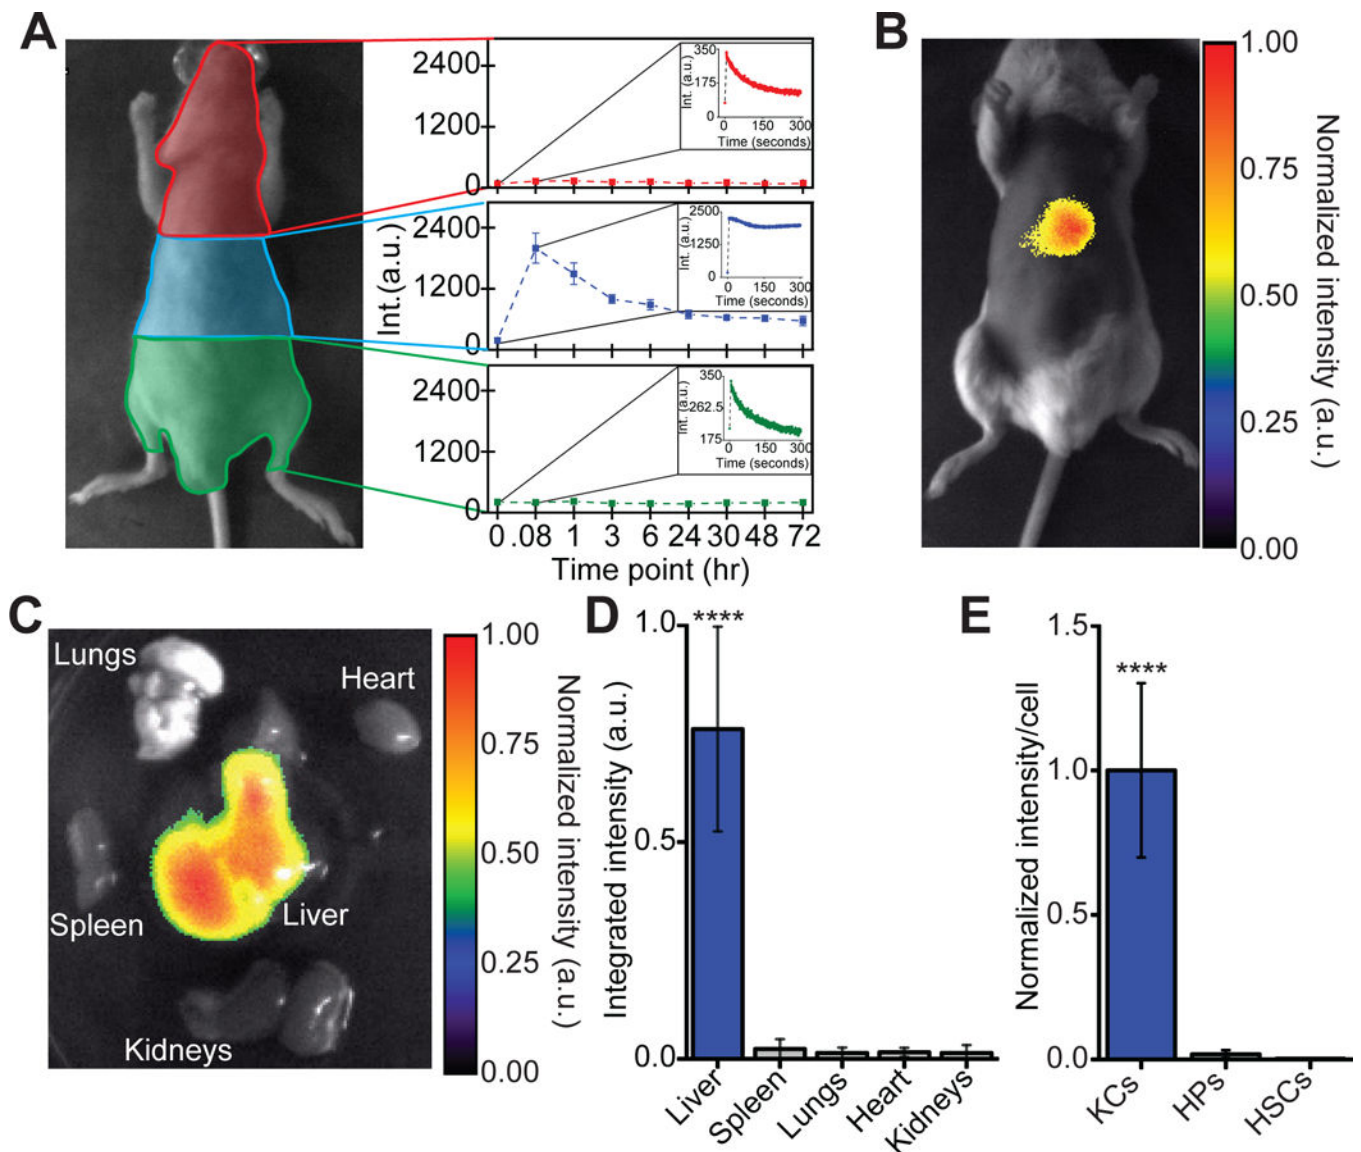 A
2400
1200
0
350
175
0
Int. (a.u.)
0 150 300
Time (seconds)
Int.(a.u.)
2400
1200
0
2500
1250
0
Int. (a.u.)
0 150 300
Time (seconds)
2400
1200
0
350
262.5
175
Int. (a.u.)
0 150 300
Time (seconds)
0 .08 1 3 6 24 30 48 72
Time point (hr)
B
1.00
0.75
0.50
0.25
0.00
Normalized intensity (a.u.)
C
Lungs
Heart
Spleen
Liver
Kidneys
1.00
0.75
0.50
0.25
0.00
Normalized intensity (a.u.)
D
Integrated intensity (a.u.)
1.0
0.5
0.0
****
Liver
Spleen
Lungs
Heart
Kidneys
E
Normalized intensity/cell
1.5
1.0
0.5
0.0
****
KCs
HPs
HSCs